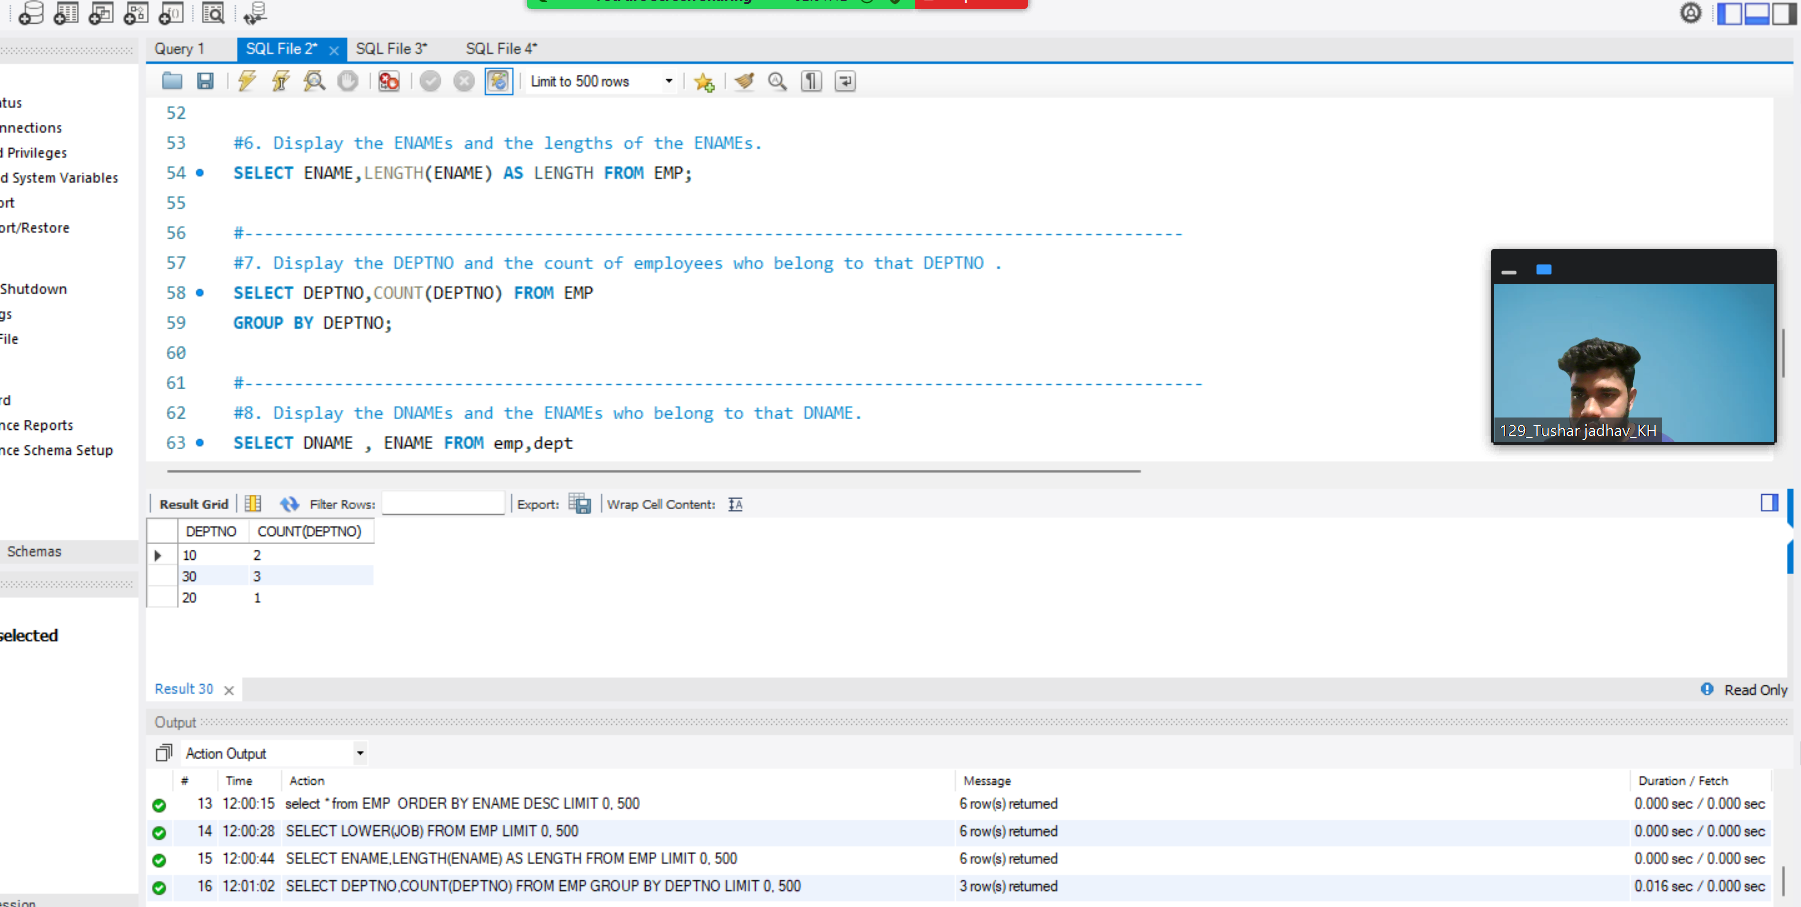 Query 1
SQL File 2*
SQL File 3*
SQL File 4*
Limit to 500 rows
nnections
Privileges
System Variables
Shutdown
File
Reports
Schema Setup
Schemas
selected
52
53 #6. Display the ENAMEs and the lengths of the ENAMEs.
54 SELECT ENAME,LENGTH(ENAME) AS LENGTH FROM EMP;
55
56 #----------------------------------------------------------------------------------------------
57 #7. Display the DEPTNO and the count of employees who belong to that DEPTNO .
58 SELECT DEPTNO,COUNT(DEPTNO) FROM EMP
59 GROUP BY DEPTNO;
60
61 #------------------------------------------------------------------------------------------------
62 #8. Display the DNAMEs and the ENAMEs who belong to that DNAME.
63 SELECT DNAME , ENAME FROM emp,dept
129_Tushar jadhav_KH
Result Grid Filter Rows: Export: Wrap Cell Content:
DEPTNO COUNT(DEPTNO)
10 2
30 3
20 1
Result 30
Read Only
Output
Action Output
# Time Action Message Duration / Fetch
13 12:00:15 select * from EMP ORDER BY ENAME DESC LIMIT 0, 500 6 row(s) returned 0.000 sec / 0.000 sec
14 12:00:28 SELECT LOWER(JOB) FROM EMP LIMIT 0, 500 6 row(s) returned 0.000 sec / 0.000 sec
15 12:00:44 SELECT ENAME,LENGTH(ENAME) AS LENGTH FROM EMP LIMIT 0, 500 6 row(s) returned 0.000 sec / 0.000 sec
16 12:01:02 SELECT DEPTNO,COUNT(DEPTNO) FROM EMP GROUP BY DEPTNO LIMIT 0, 500 3 row(s) returned 0.016 sec / 0.000 sec